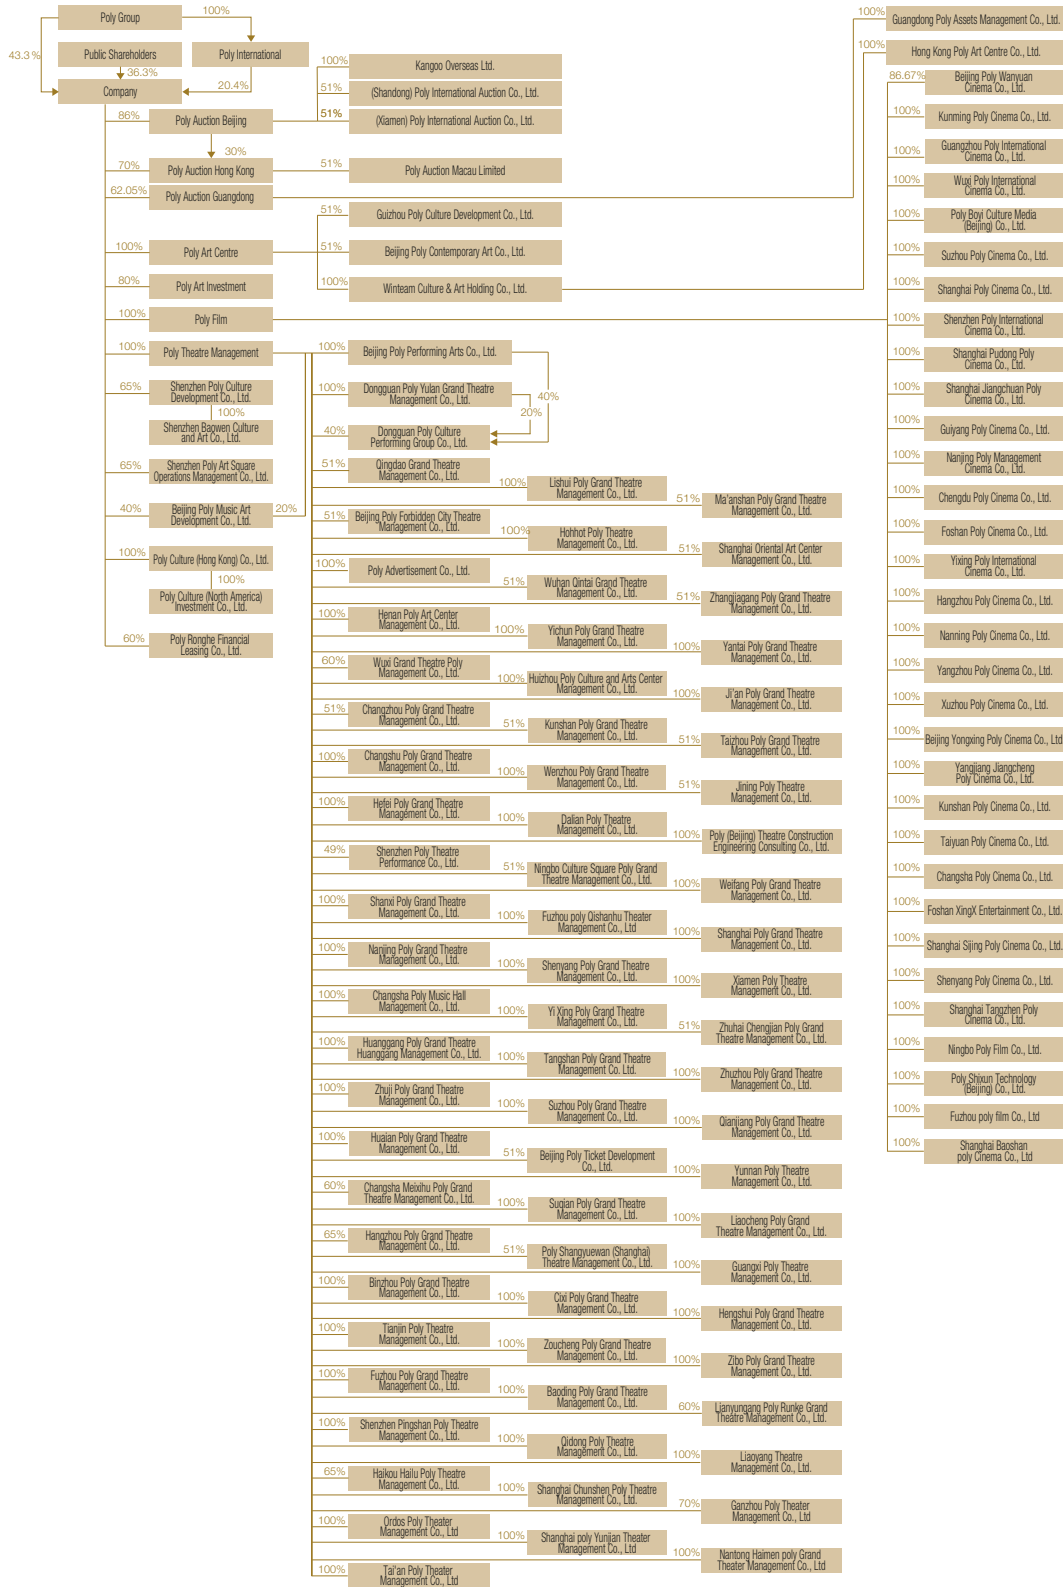 Poly Group
100%
43.3%
Public Shareholders
Poly International
36.3%
20.4%
Company
86%
Poly Auction Beijing
30%
70%
Poly Auction Hong Kong
62.05%
Poly Auction Guangdong
100%
Poly Art Centre
80%
Poly Art Investment
100%
Poly Film
100%
Poly Theatre Management
65%
Shenzhen Poly Culture
Development Co., Ltd.
100%
Shenzhen Baowen Culture
and Art Co., Ltd.
65%
Shenzhen Poly Art Square
Operations Management Co., Ltd.
40%
Beijing Poly Music Art
Development Co., Ltd.
20%
100%
Poly Culture (Hong Kong) Co., Ltd.
100%
Poly Culture (North America)
Investment Co., Ltd.
60%
Poly Ronghe Financial
Leasing Co., Ltd.
100%
Kangoo Overseas Ltd.
51%
(Shandong) Poly International Auction Co., Ltd.
51%
(Xiamen) Poly International Auction Co., Ltd.
51%
Poly Auction Macau Limited
51%
Guizhou Poly Culture Development Co., Ltd.
51%
Beijing Poly Contemporary Art Co., Ltd.
100%
Winteam Culture & Art Holding Co., Ltd.
100%
Beijing Poly Performing Arts Co., Ltd.
100%
Dongguan Poly Yulan Grand Theatre
Management Co., Ltd.
40%
20%
40%
Dongguan Poly Culture
Performing Group Co., Ltd.
51%
Qingdao Grand Theatre
Management Co., Ltd.
100%
Lishui Poly Grand Theatre
Management Co., Ltd.
51%
Ma'anshan Poly Grand Theatre
Management Co., Ltd.
51%
Beijing Poly Forbidden City Theatre
Management Co., Ltd.
100%
Hohhot Poly Theatre
Management Co., Ltd.
51%
Shanghai Oriental Art Center
Management Co., Ltd.
100%
Poly Advertisement Co., Ltd.
51%
Wuhan Qintai Grand Theatre
Management Co., Ltd.
51%
Zhangjiagang Poly Grand Theatre
Management Co., Ltd.
100%
Henan Poly Art Center
Management Co., Ltd.
100%
Yichun Poly Grand Theatre
Management Co., Ltd.
100%
Yantai Poly Grand Theatre
Management Co., Ltd.
60%
Wuxi Grand Theatre Poly
Management Co., Ltd.
100%
Huizhou Poly Culture and Arts Center
Management Co., Ltd.
100%
Ji'an Poly Grand Theatre
Management Co., Ltd.
51%
Changzhou Poly Grand Theatre
Management Co., Ltd.
51%
Kunshan Poly Grand Theatre
Management Co., Ltd.
51%
Taizhou Poly Grand Theatre
Management Co., Ltd.
100%
Changshu Poly Grand Theatre
Management Co., Ltd.
100%
Wenzhou Poly Grand Theatre
Management Co., Ltd.
51%
Jining Poly Theatre
Management Co., Ltd.
100%
Hefei Poly Grand Theatre
Management Co., Ltd.
100%
Dalian Poly Theatre
Management Co., Ltd.
100%
Poly (Beijing) Theatre Construction
Engineering Consulting Co., Ltd.
49%
Shenzhen Poly Theatre
Performance Co., Ltd.
51%
Ningbo Culture Square Poly Grand
Theatre Management Co., Ltd.
100%
Weifang Poly Grand Theatre
Management Co., Ltd.
100%
Shanxi Poly Grand Theatre
Management Co., Ltd.
100%
Fuzhou poly Qishanhu Theater
Management Co., Ltd
100%
Shanghai Poly Grand Theatre
Management Co., Ltd.
100%
Nanjing Poly Grand Theatre
Management Co., Ltd.
100%
Shenyang Poly Grand Theatre
Management Co., Ltd.
100%
Xiamen Poly Theatre
Management Co., Ltd.
100%
Changsha Poly Music Hall
Management Co., Ltd.
100%
Yi Xing Poly Grand Theatre
Management Co., Ltd.
51%
Zhuhai Chengjian Poly Grand
Theatre Management Co., Ltd.
100%
Huanggang Poly Grand Theatre
Huanggang Management Co., Ltd.
100%
Tangshan Poly Grand Theatre
Management Co. Ltd.
100%
Zhuzhou Poly Grand Theatre
Management Co., Ltd.
100%
Zhuji Poly Grand Theatre
Management Co., Ltd.
100%
Suzhou Poly Grand Theatre
Management Co., Ltd.
100%
Qianjiang Poly Grand Theatre
Management Co., Ltd.
100%
Huaian Poly Grand Theatre
Management Co., Ltd.
51%
Beijing Poly Ticket Development
Co., Ltd.
100%
Yunnan Poly Theatre
Management Co., Ltd.
60%
Changsha Meixihu Poly Grand
Theatre Management Co., Ltd.
100%
Suqian Poly Grand Theatre
Management Co., Ltd.
100%
Liaocheng Poly Grand
Theatre Management Co., Ltd.
65%
Hangzhou Poly Grand Theatre
Management Co., Ltd.
51%
Poly Shangyuewan (Shanghai)
Theatre Management Co., Ltd.
100%
Guangxi Poly Theatre
Management Co., Ltd.
100%
Binzhou Poly Grand Theatre
Management Co., Ltd.
100%
Cixi Poly Grand Theatre
Management Co., Ltd.
100%
Hengshui Poly Grand Theatre
Management Co., Ltd.
100%
Tianjin Poly Theatre
Management Co., Ltd.
100%
Zoucheng Poly Grand Theatre
Management Co., Ltd.
100%
Zibo Poly Grand Theatre
Management Co., Ltd.
100%
Fuzhou Poly Grand Theatre
Management Co., Ltd.
100%
Baoding Poly Grand Theatre
Management Co., Ltd.
60%
Lianyungang Poly Runke Grand
Theatre Management Co., Ltd.
100%
Shenzhen Pingshan Poly Theatre
Management Co., Ltd.
100%
Qidong Poly Theatre
Management Co., Ltd.
100%
Liaoyang Theatre
Management Co., Ltd.
65%
Haikou Hailu Poly Theatre
Management Co., Ltd.
100%
Shanghai Chunshen Poly Theatre
Management Co., Ltd.
70%
Ganzhou Poly Theater
Management Co., Ltd
100%
Ordos Poly Theater
Management Co., Ltd
100%
Shanghai poly Yunjian Theater
Management Co., Ltd
100%
Nantong Haimen poly Grand
Theater Management Co., Ltd
100%
Tai'an Poly Theater
Management Co., Ltd
100%
Guangdong Poly Assets Management Co., Ltd.
100%
Hong Kong Poly Art Centre Co., Ltd.
86.67%
Beijing Poly Wanyuan
Cinema Co., Ltd.
100%
Kunming Poly Cinema Co., Ltd.
100%
Guangzhou Poly International
Cinema Co., Ltd.
100%
Wuxi Poly International
Cinema Co., Ltd.
100%
Poly Boyi Culture Media
(Beijing) Co., Ltd.
100%
Suzhou Poly Cinema Co., Ltd.
100%
Shanghai Poly Cinema Co., Ltd.
100%
Shenzhen Poly International
Cinema Co., Ltd.
100%
Shanghai Pudong Poly
Cinema Co., Ltd.
100%
Shanghai Jiangchuan Poly
Cinema Co., Ltd.
100%
Guiyang Poly Cinema Co., Ltd.
100%
Nanjing Poly Management
Cinema Co., Ltd.
100%
Chengdu Poly Cinema Co., Ltd.
100%
Foshan Poly Cinema Co., Ltd.
100%
Yixing Poly International
Cinema Co., Ltd.
100%
Hangzhou Poly Cinema Co., Ltd.
100%
Nanning Poly Cinema Co., Ltd.
100%
Yangzhou Poly Cinema Co., Ltd.
100%
Xuzhou Poly Cinema Co., Ltd.
100%
Beijing Yongxing Poly Cinema Co., Ltd
100%
Yangjiang Jiangcheng
Poly Cinema Co., Ltd.
100%
Kunshan Poly Cinema Co., Ltd.
100%
Taiyuan Poly Cinema Co., Ltd.
100%
Changsha Poly Cinema Co., Ltd.
100%
Foshan XingX Entertainment Co., Ltd.
100%
Shanghai Sijing Poly Cinema Co., Ltd.
100%
Shenyang Poly Cinema Co., Ltd.
100%
Shanghai Tangzhen Poly
Cinema Co., Ltd.
100%
Ningbo Poly Film Co., Ltd.
100%
Poly Shixun Technology
(Beijing) Co., Ltd.
100%
Fuzhou poly film Co., Ltd
100%
Shanghai Baoshan
poly Cinema Co., Ltd